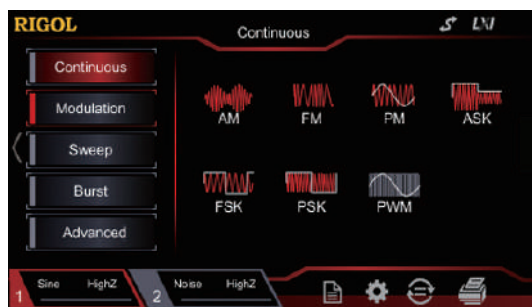 RIGOL
Continuous
LXI
Continuous
Modulation
Sweep
Burst
Advanced
AM
FM
PM
ASK
FSK
PSK
PWM
1
Sine
HighZ
2
Noise
HighZ